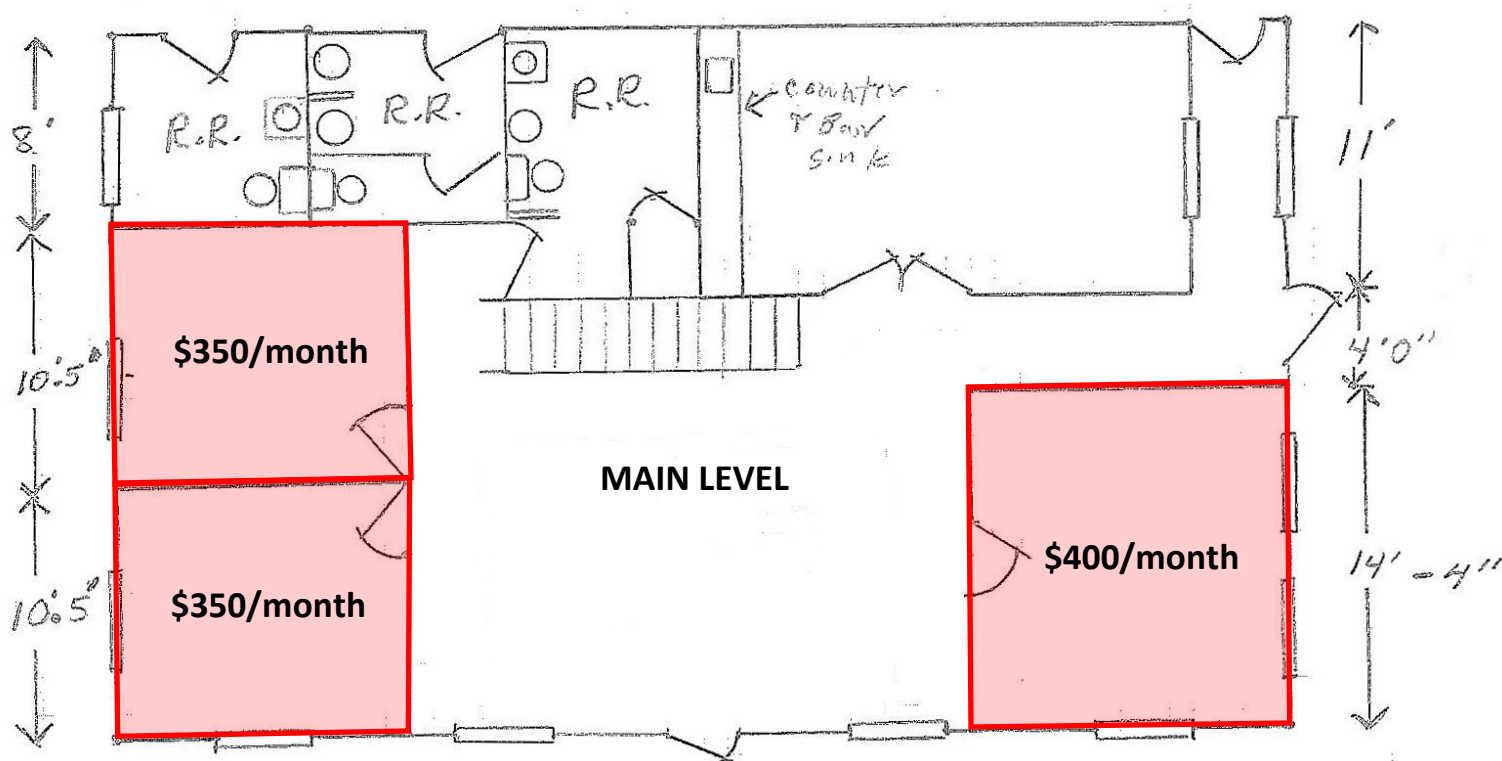 8'
R.R.
R.R.
R.R.
counter
& Bar
sink
11'
10'.5"
$350/month
4'0"
MAIN LEVEL
$400/month
14' - 4"
10'.5"
$350/month